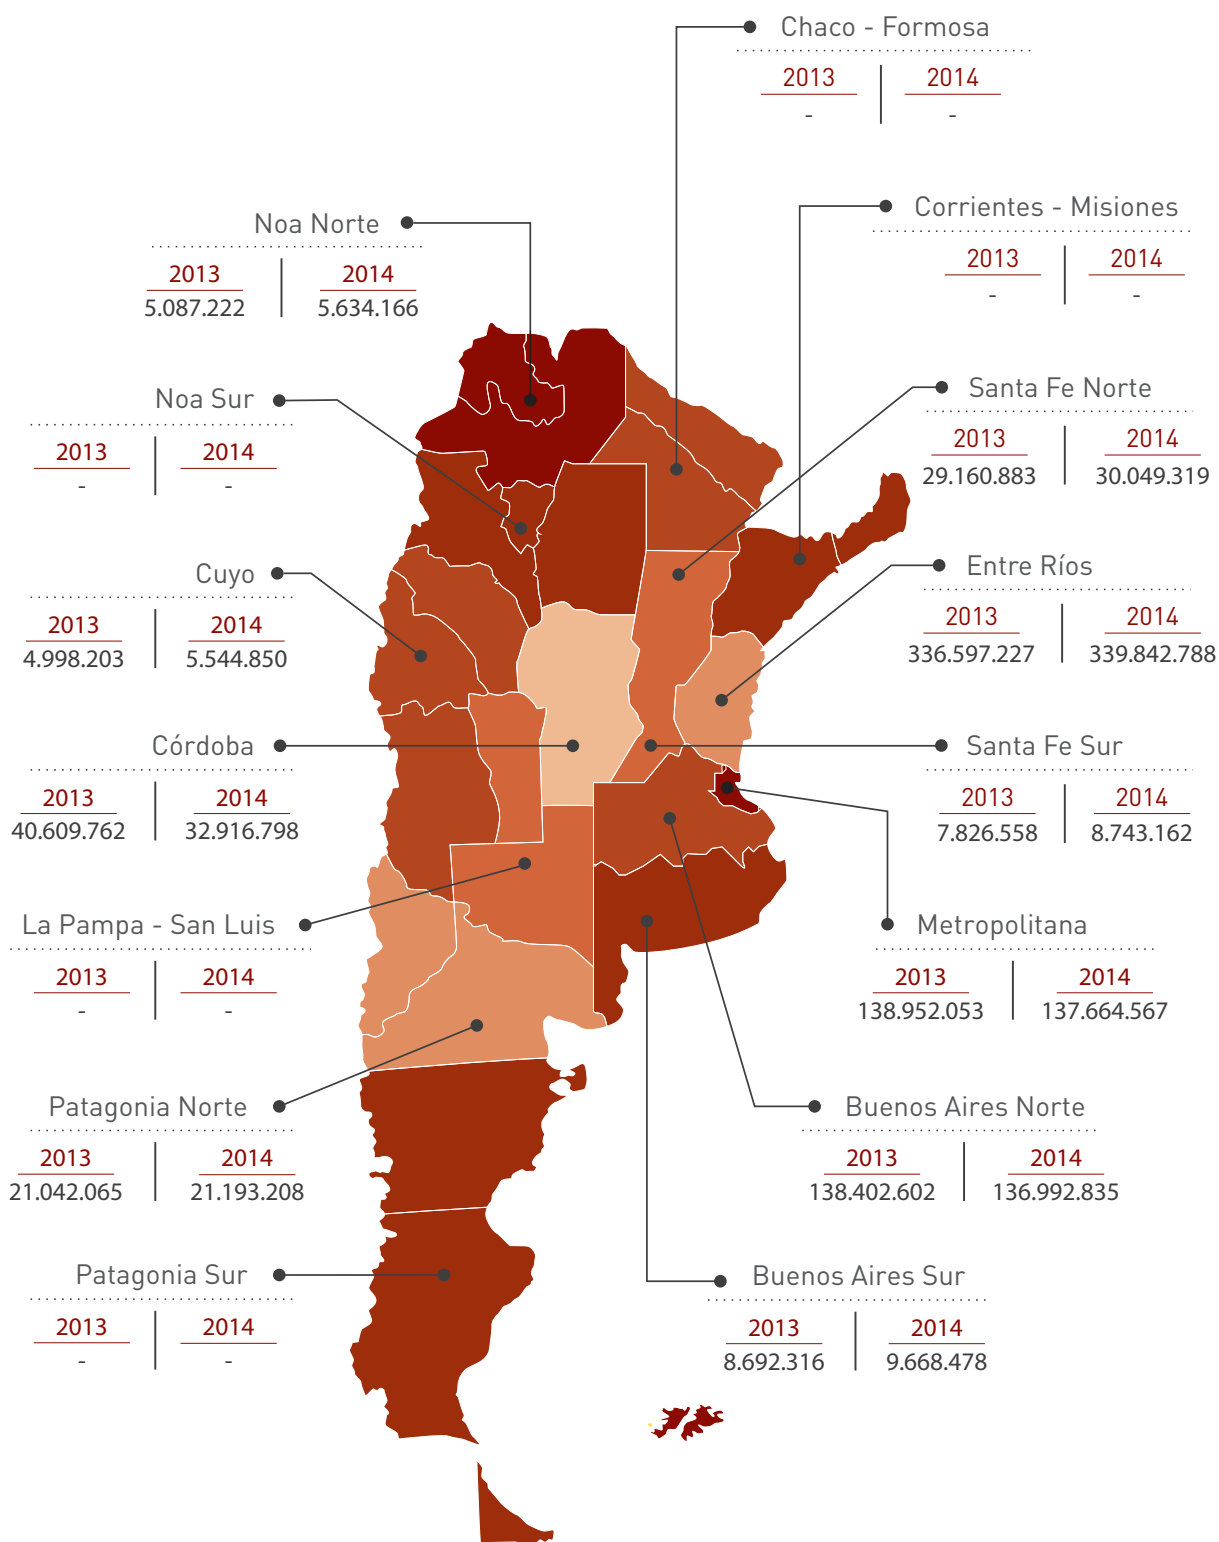 Chaco - Formosa
2013 2014
- -
Corrientes - Misiones
2013 2014
- -
Noa Norte
2013 2014
5.087.222 5.634.166
Noa Sur
2013 2014
- -
Santa Fe Norte
2013 2014
29.160.883 30.049.319
Cuyo
2013 2014
4.998.203 5.544.850
Entre Ríos
2013 2014
336.597.227 339.842.788
Córdoba
2013 2014
40.609.762 32.916.798
Santa Fe Sur
2013 2014
7.826.558 8.743.162
La Pampa - San Luis
2013 2014
- -
Metropolitana
2013 2014
138.952.053 137.664.567
Patagonia Norte
2013 2014
21.042.065 21.193.208
Buenos Aires Norte
2013 2014
138.402.602 136.992.835
Patagonia Sur
2013 2014
- -
Buenos Aires Sur
2013 2014
8.692.316 9.668.478